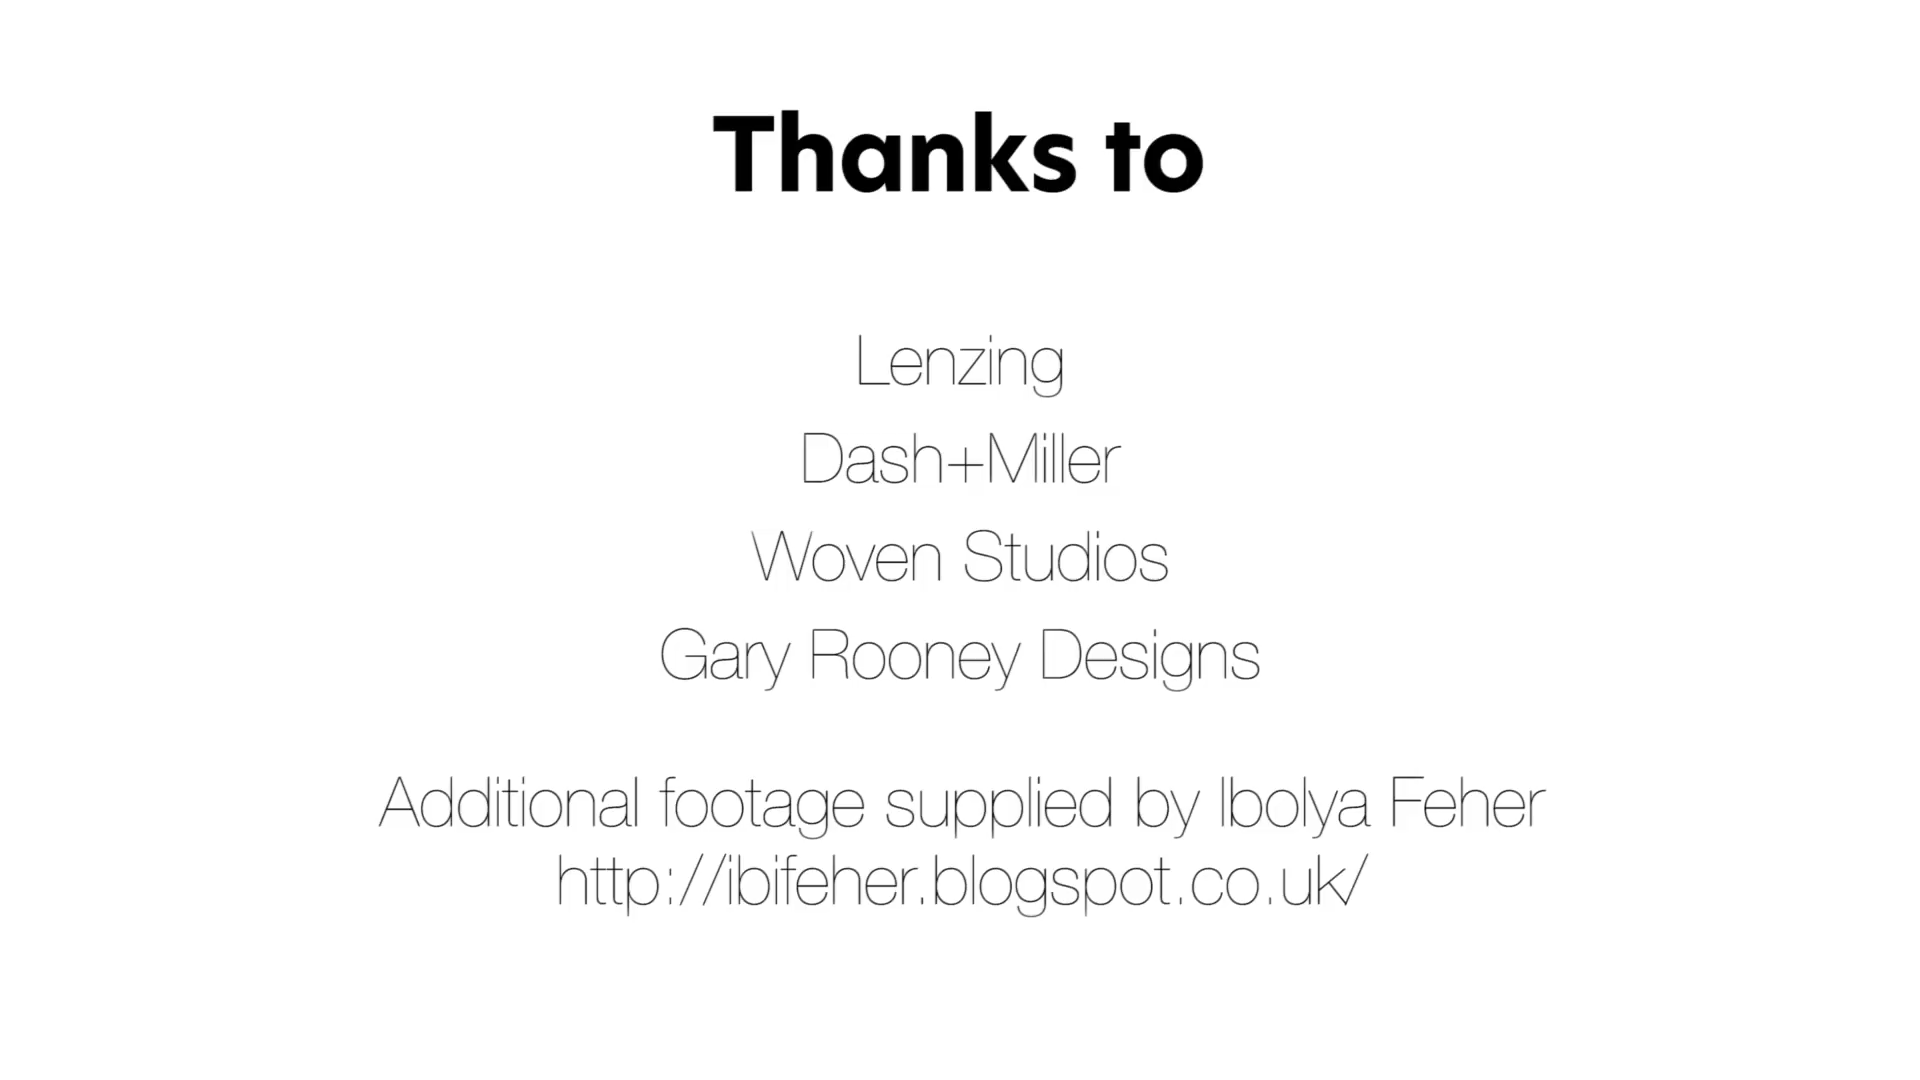 Thanks to
Lenzing
Dash+Miller
Woven Studios
Gary Rooney Designs
Additional footage supplied by Ibolya Feher
http://ibifeher.blogspot.co.uk/